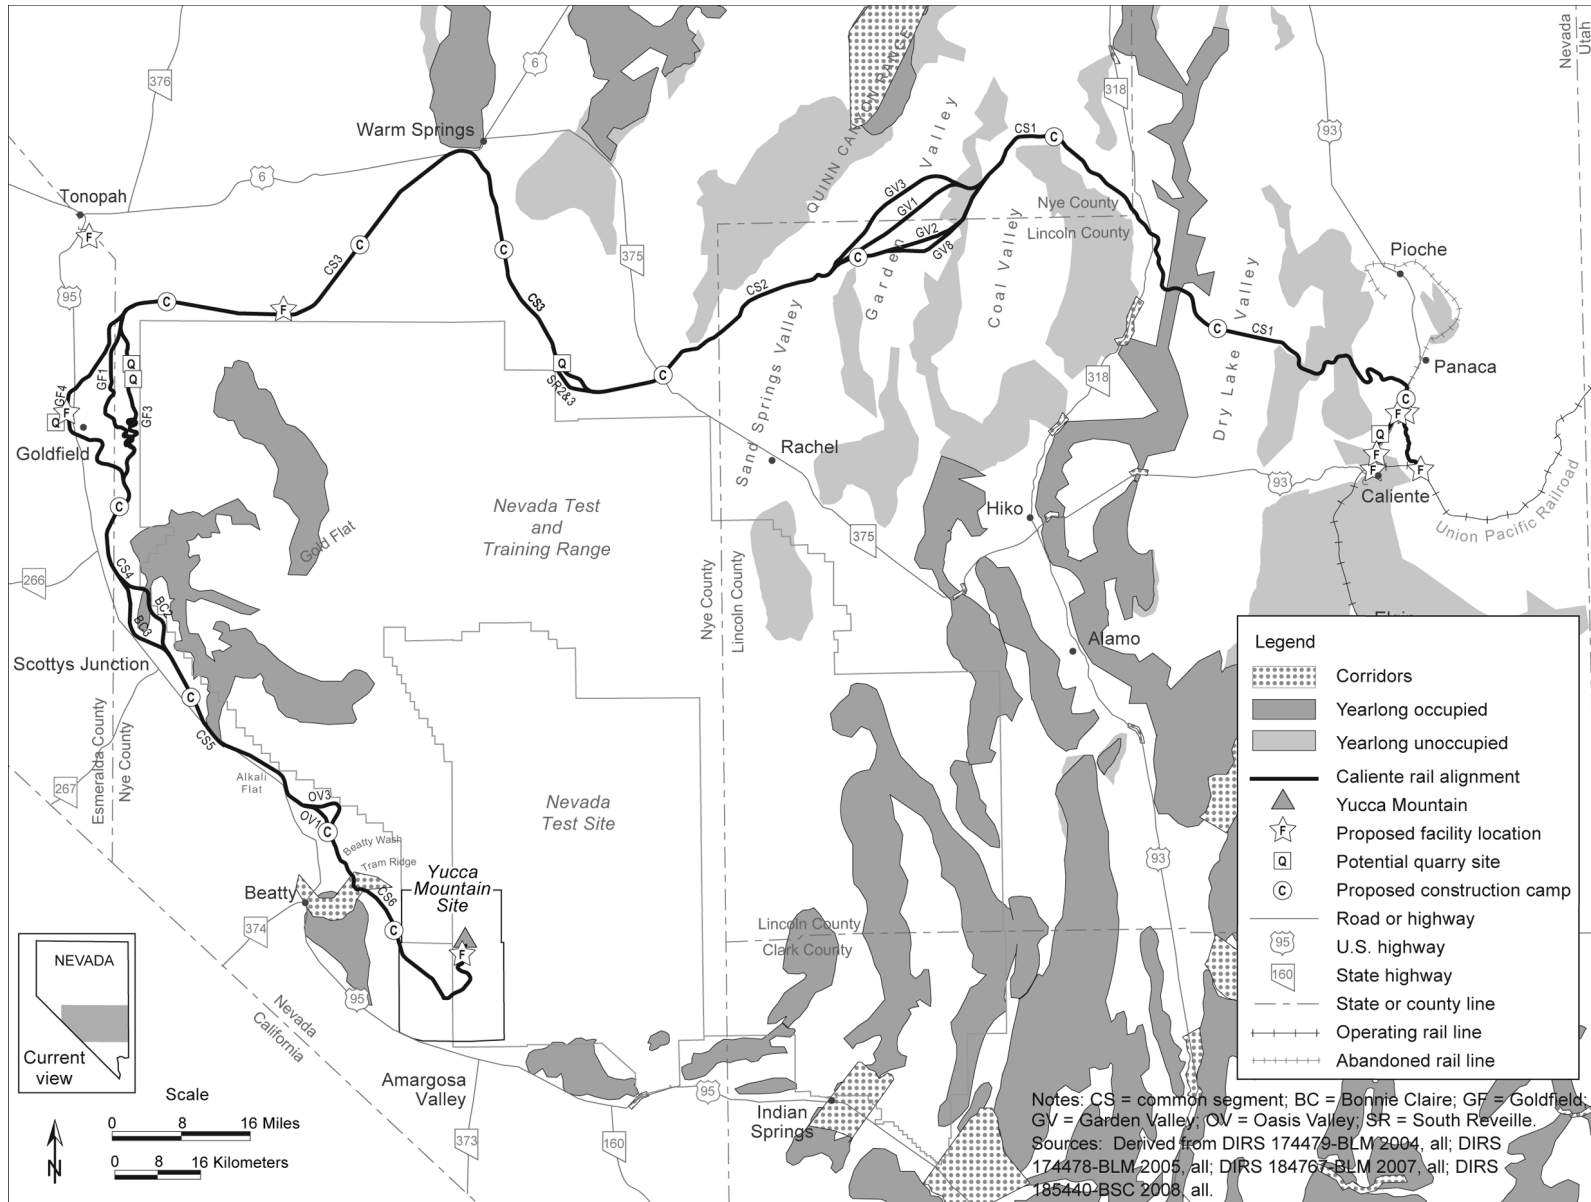 Nevada
Utah
376
6
318
93
Warm Springs
QUINN CANYON RANGE
Garden Valley
CS1
C
6
Tonopah
F
GV3
GV1
GV2
GV8
Nye County
Lincoln County
Coal Valley
C
CS3
C
C
375
Pioche
95
C
F
CS3
CS2
C
Dry Lake Valley
CS1
Sand Springs Valley
Q
Q
Q
GF4
GF1
GF3
SR2&3
C
318
Panaca
F
Q
Goldfield
C
F
Q
F
F
F
Caliente
93
Rachel
Union Pacific Railroad
C
Nevada Test
and
Training Range
Gold Flat
Hiko
375
266
CS4
BC2
BC3
Nye County
Lincoln County
Alamo
Scottys Junction
C
CS5
Esmeralda County
Nye County
267
Alkali
Flat
OV3
OV1
C
Nevada
Test Site
Beatty Wash
Tram Ridge
Yucca
Mountain
Site
Beatty
CS6
C
F
374
95
Nevada
California
93
Lincoln County
Clark County
Amargosa
Valley
373
160
95
Indian
Springs
Legend
Corridors
Yearlong occupied
Yearlong unoccupied
Caliente rail alignment
Yucca Mountain
F
Proposed facility location
Q
Potential quarry site
C
Proposed construction camp
Road or highway
95
U.S. highway
160
State highway
State or county line
Operating rail line
Abandoned rail line
NEVADA
Current
view
Scale
0 8 16 Miles
0 8 16 Kilometers
N
Notes: CS = common segment; BC = Bonnie Claire; GF = Goldfield;
GV = Garden Valley; OV = Oasis Valley; SR = South Reveille.
Sources: Derived from DIRS 174479-BLM 2004, all; DIRS
174478-BLM 2005, all; DIRS 184767-BLM 2007, all; DIRS
185440-BSC 2008, all.